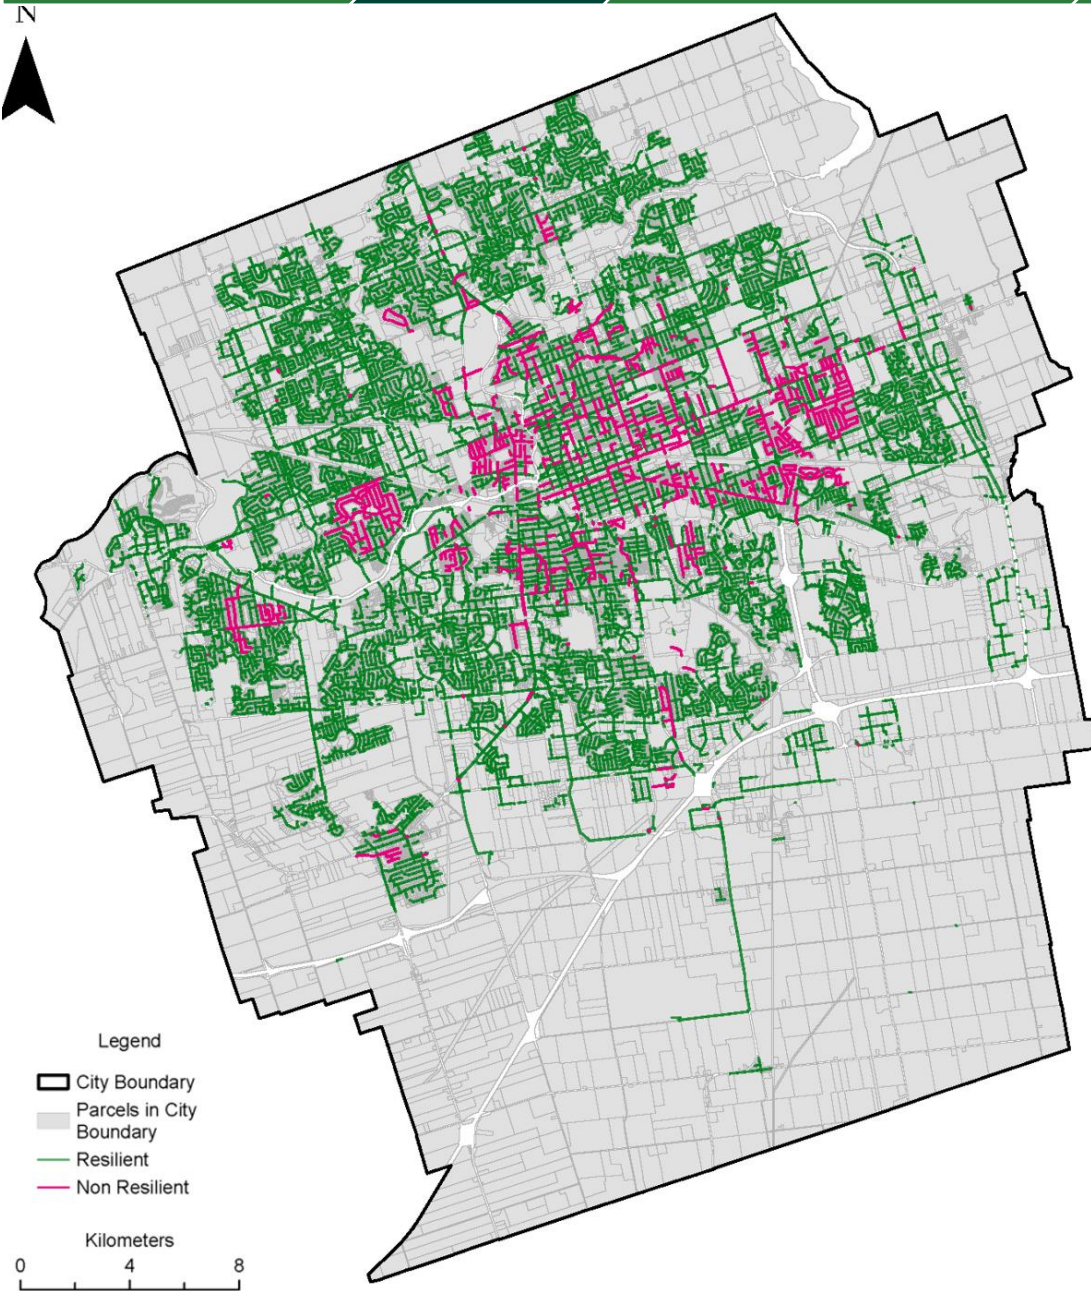 N
Legend
City Boundary
Parcels in City
Boundary
Resilient
Non Resilient
Kilometers
0 4 8